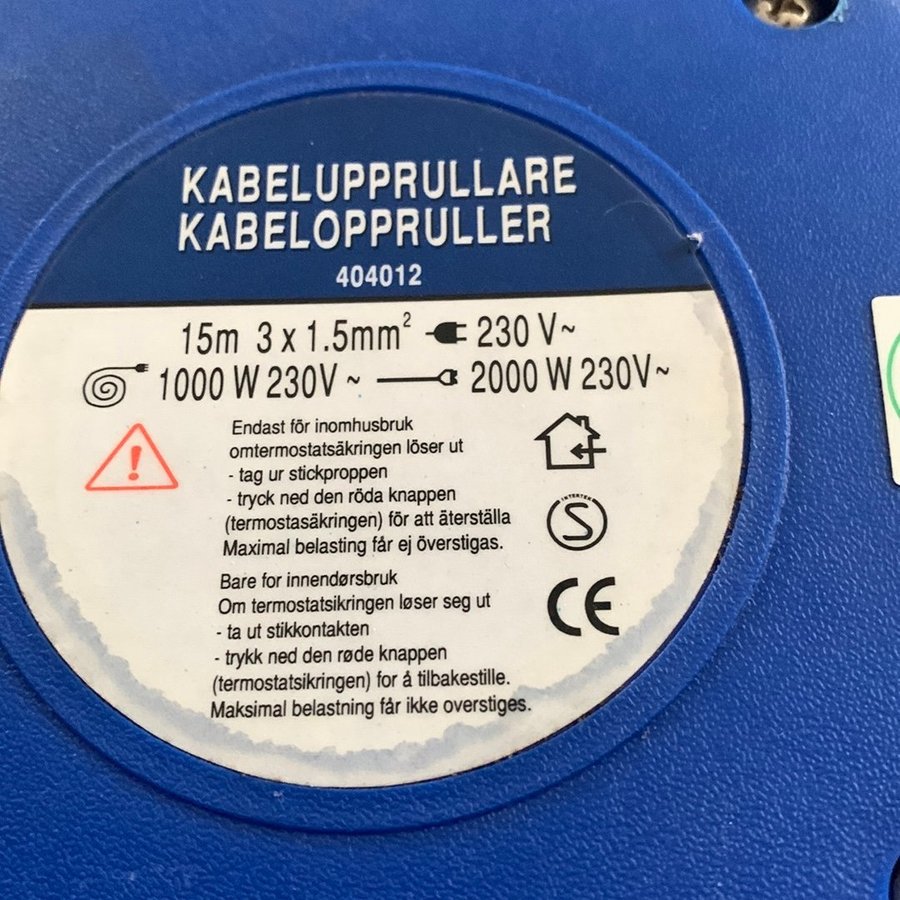 KABELUPPRULLARE
KABELOPPRULLER
404012
15m 3 x 1.5mm² 230 V~
1000 W 230V ~ 2000 W 230V~
Endast för inomhusbruk
omtermostatsäkringen löser ut
- tag ur stickproppen
- tryck ned den röda knappen
(termostasäkringen) för att äterställa
Maximal belasting får ej överstigas.
INTERTEK
S
CE
Bare for innendørsbruk
Om termostatsikringen løser seg ut
- ta ut stikkontakten
- trykk ned den røde knappen
(termostatsikringen) for å tilbakestille.
Maksimal belastning får ikke overstiges.